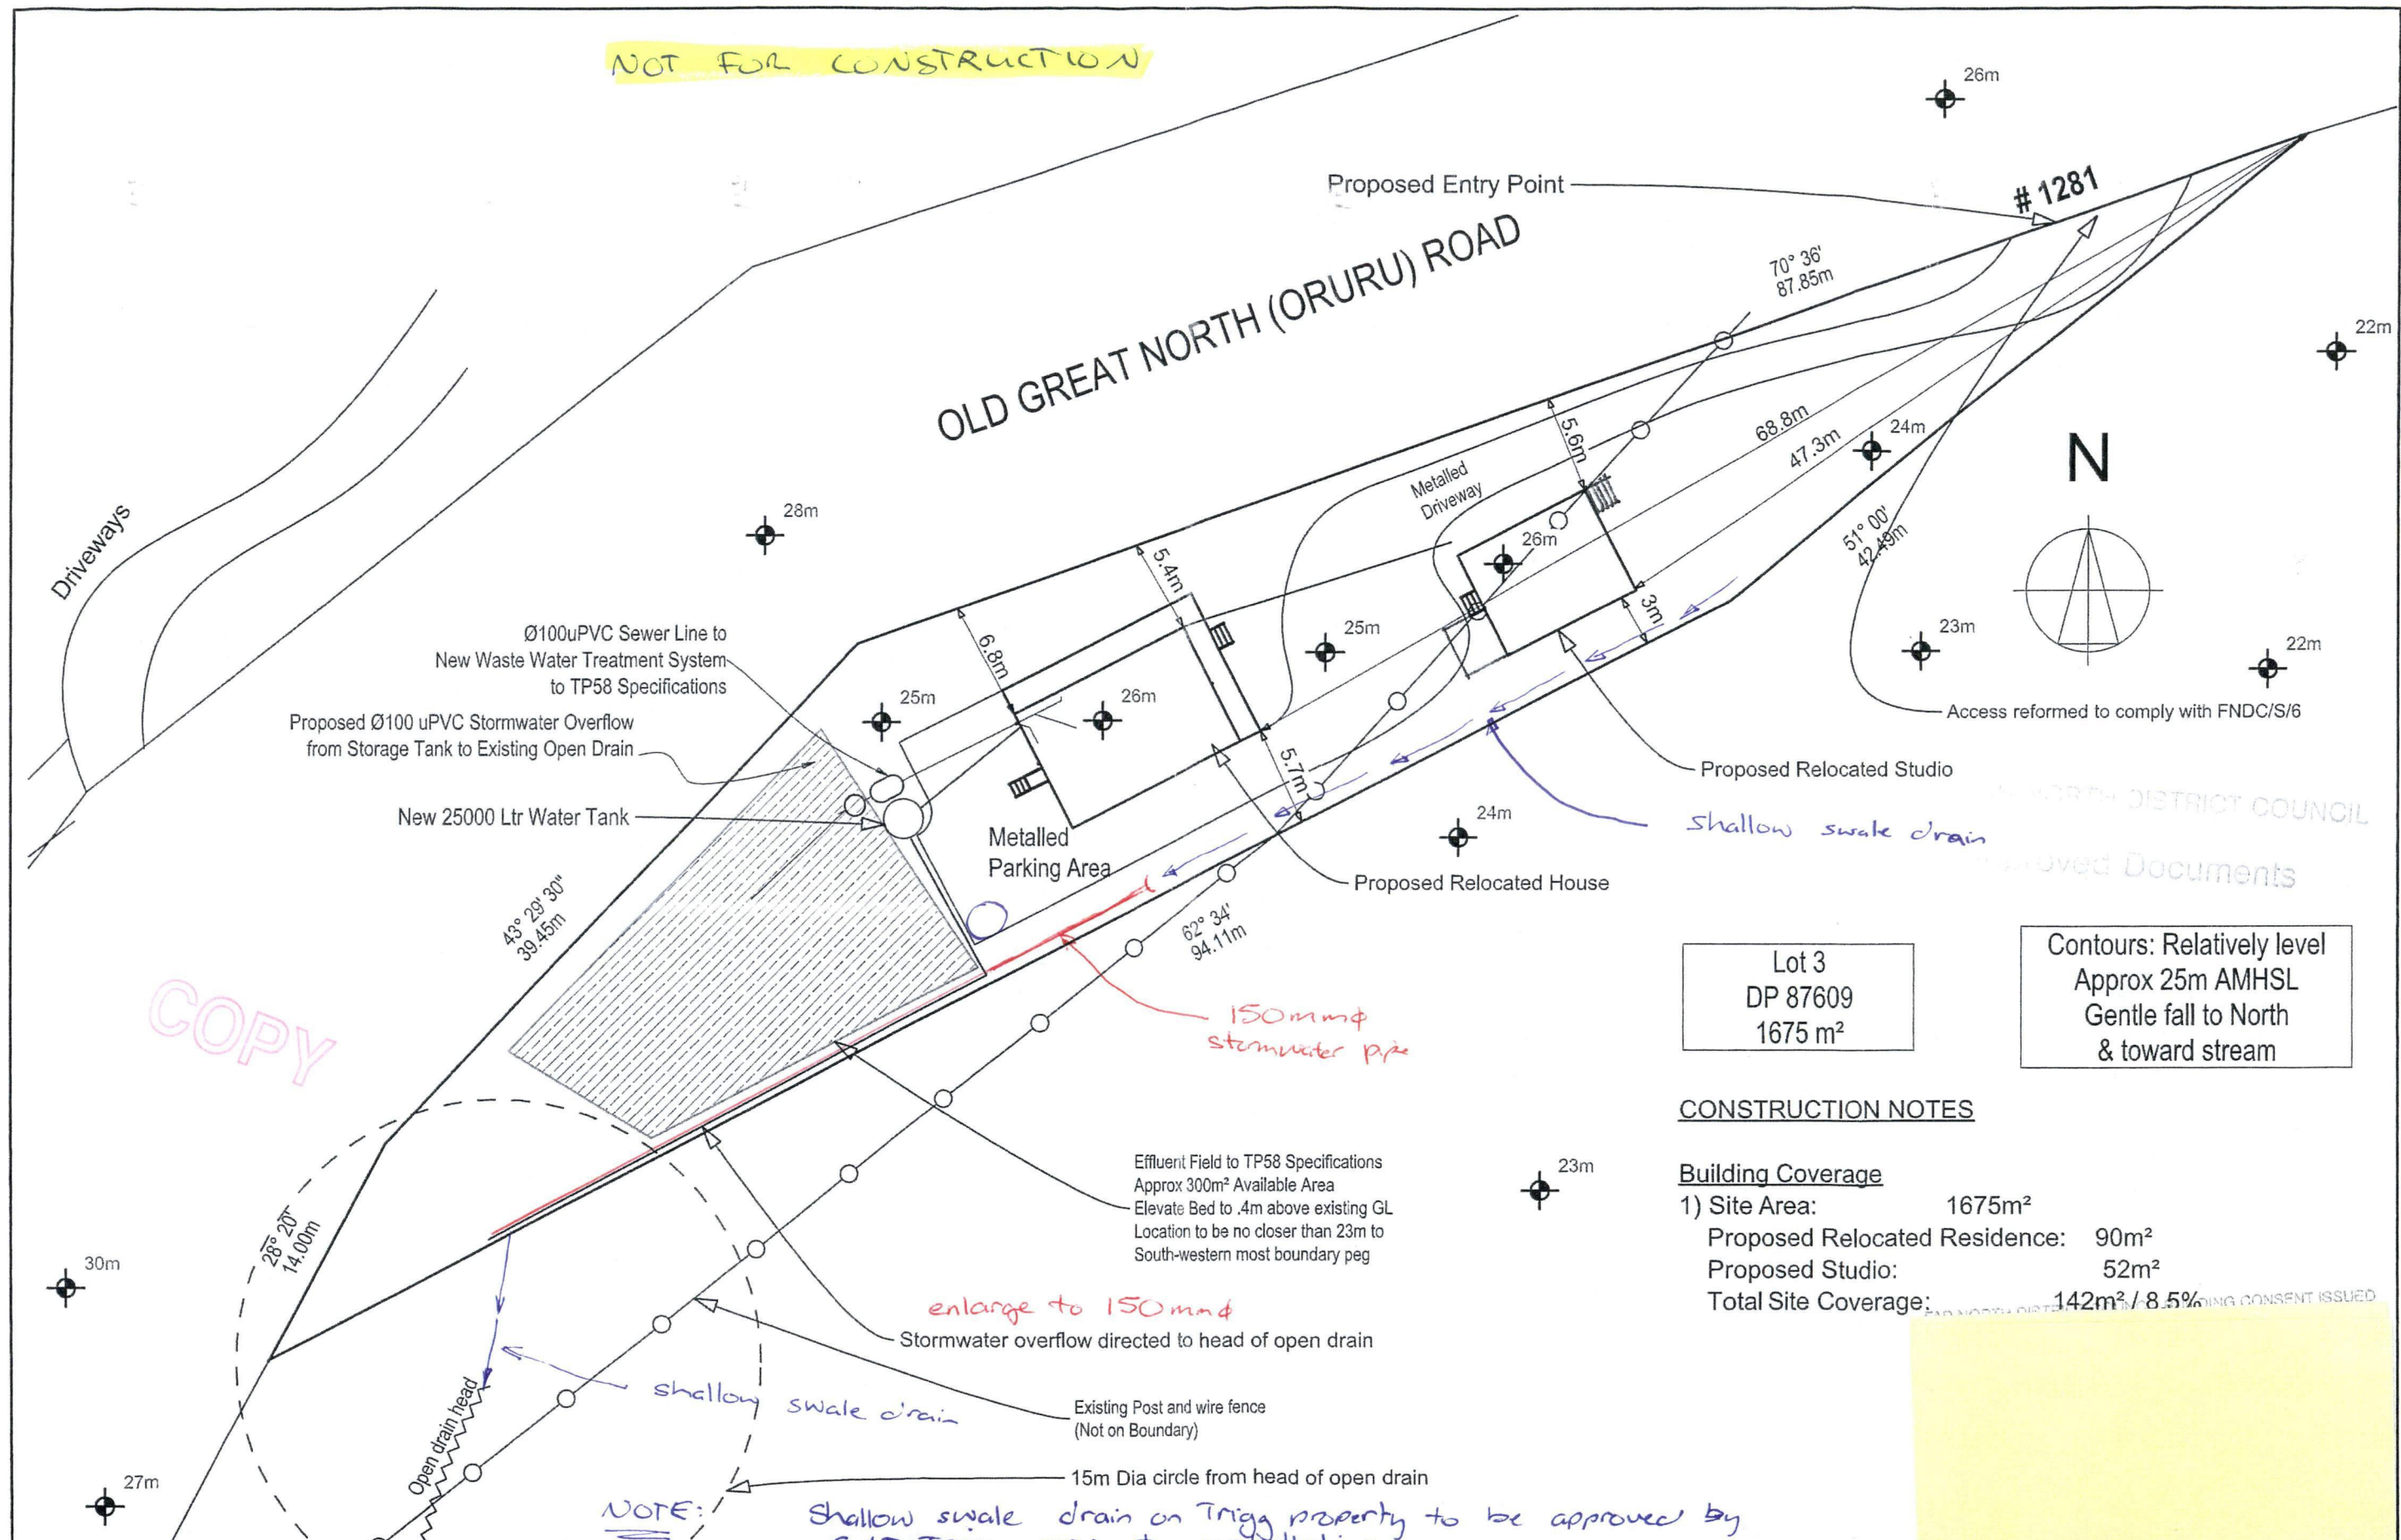 NOT FOR CONSTRUCTION
26m
Proposed Entry Point
# 1281
OLD GREAT NORTH (ORURU) ROAD
70° 36'
87.85m
22m
5.6m
68.8m
47.3m
24m
N
Metalled
Driveway
Driveways
28m
5.4m
26m
51° 00'
42.49m
Ø100uPVC Sewer Line to
New Waste Water Treatment System
to TP58 Specifications
6.8m
25m
3m
23m
22m
25m
26m
Access reformed to comply with FNDC/S/6
Proposed Ø100 uPVC Stormwater Overflow
from Storage Tank to Existing Open Drain
5.7m
Proposed Relocated Studio
New 25000 Ltr Water Tank
24m
shallow swale drain
NORTH DISTRICT COUNCIL
Metalled
Parking Area
Proposed Relocated House
Documents
43° 29' 30"
39.45m
62° 34'
94.11m
Lot 3
DP 87609
1675 m²
Contours: Relatively level
Approx 25m AMHSL
Gentle fall to North
& toward stream
COPY
150mmϕ
stormwater pipe
CONSTRUCTION NOTES
Effluent Field to TP58 Specifications
Approx 300m² Available Area
Elevate Bed to .4m above existing GL
Location to be no closer than 23m to
South-western most boundary peg
23m
Building Coverage
1) Site Area: 1675m²
Proposed Relocated Residence: 90m²
Proposed Studio: 52m²
Total Site Coverage: 142m² / 8.5%
CONSENT ISSUED
28° 20"
14.00m
30m
enlarge to 150mmϕ
Stormwater overflow directed to head of open drain
shallow swale drain
Open drain head
Existing Post and wire fence
(Not on Boundary)
15m Dia circle from head of open drain
27m
NOTE: Shallow swale drain on Trigg property to be approved by